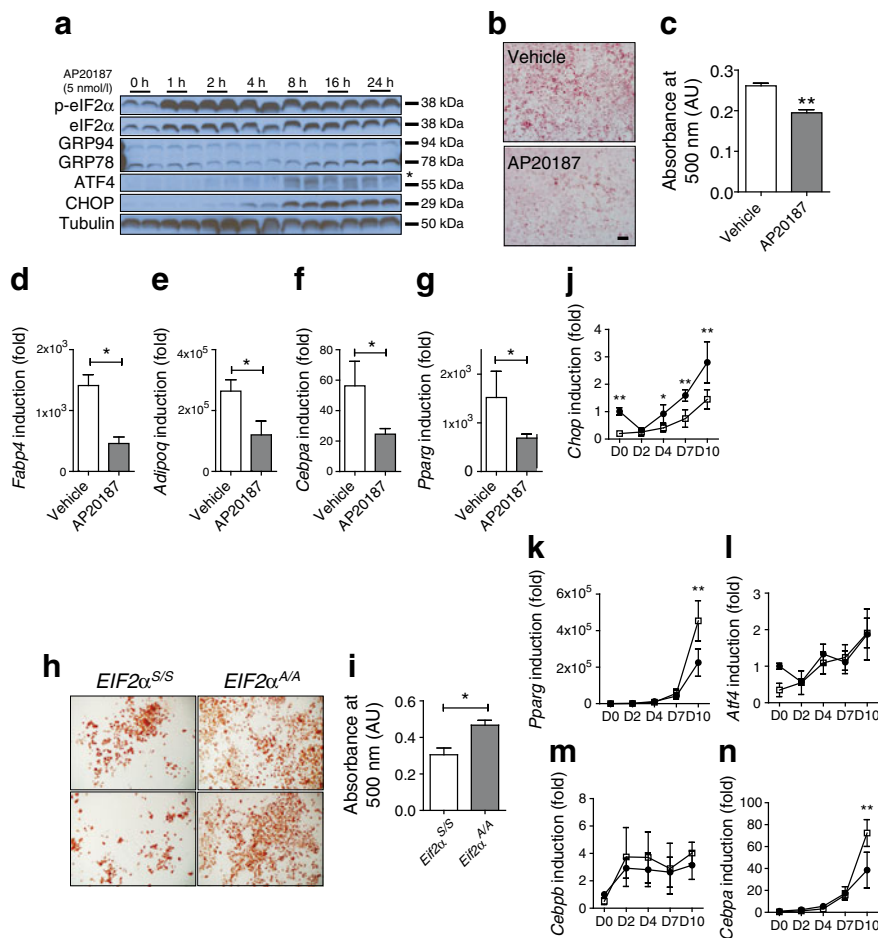 a
AP20187
(5 nmol/l)
0 h 1 h 2 h 4 h 8 h 16 h 24 h
p-eIF2α 38 kDa
eIF2α 38 kDa
GRP94 94 kDa
GRP78 78 kDa
ATF4 * 55 kDa
CHOP 29 kDa
Tubulin 50 kDa
b
Vehicle
AP20187
c
Absorbance at
500 nm (AU)
0.3
0.2
0.1
0
**
Vehicle
AP20187
d
Fabp4 induction (fold)
2x10³
1x10³
0
*
Vehicle
AP20187
e
Adipoq induction (fold)
4x10⁵
2x10⁵
0
*
Vehicle
AP20187
f
Cebpa induction (fold)
80
60
40
20
0
*
Vehicle
AP20187
g
Pparg induction (fold)
2x10³
1x10³
0
*
Vehicle
AP20187
j
Chop induction (fold)
4
3
2
1
0
** * ** **
D0 D2 D4 D7 D10
h
EIF2α S/S EIF2α A/A
i
Absorbance at
500 nm (AU)
0.6
0.4
0.2
0
*
Eif2α S/S
Eif2α A/A
k
Pparg induction (fold)
6x10⁵
4x10⁵
2x10⁵
0
**
D0 D2 D4 D7 D10
l
Atf4 induction (fold)
3
2
1
0
D0 D2 D4 D7 D10
m
Cebpb induction (fold)
8
6
4
2
0
D0 D2 D4 D7 D10
n
Cebpa induction (fold)
100
80
60
40
20
0
**
D0 D2 D4 D7 D10